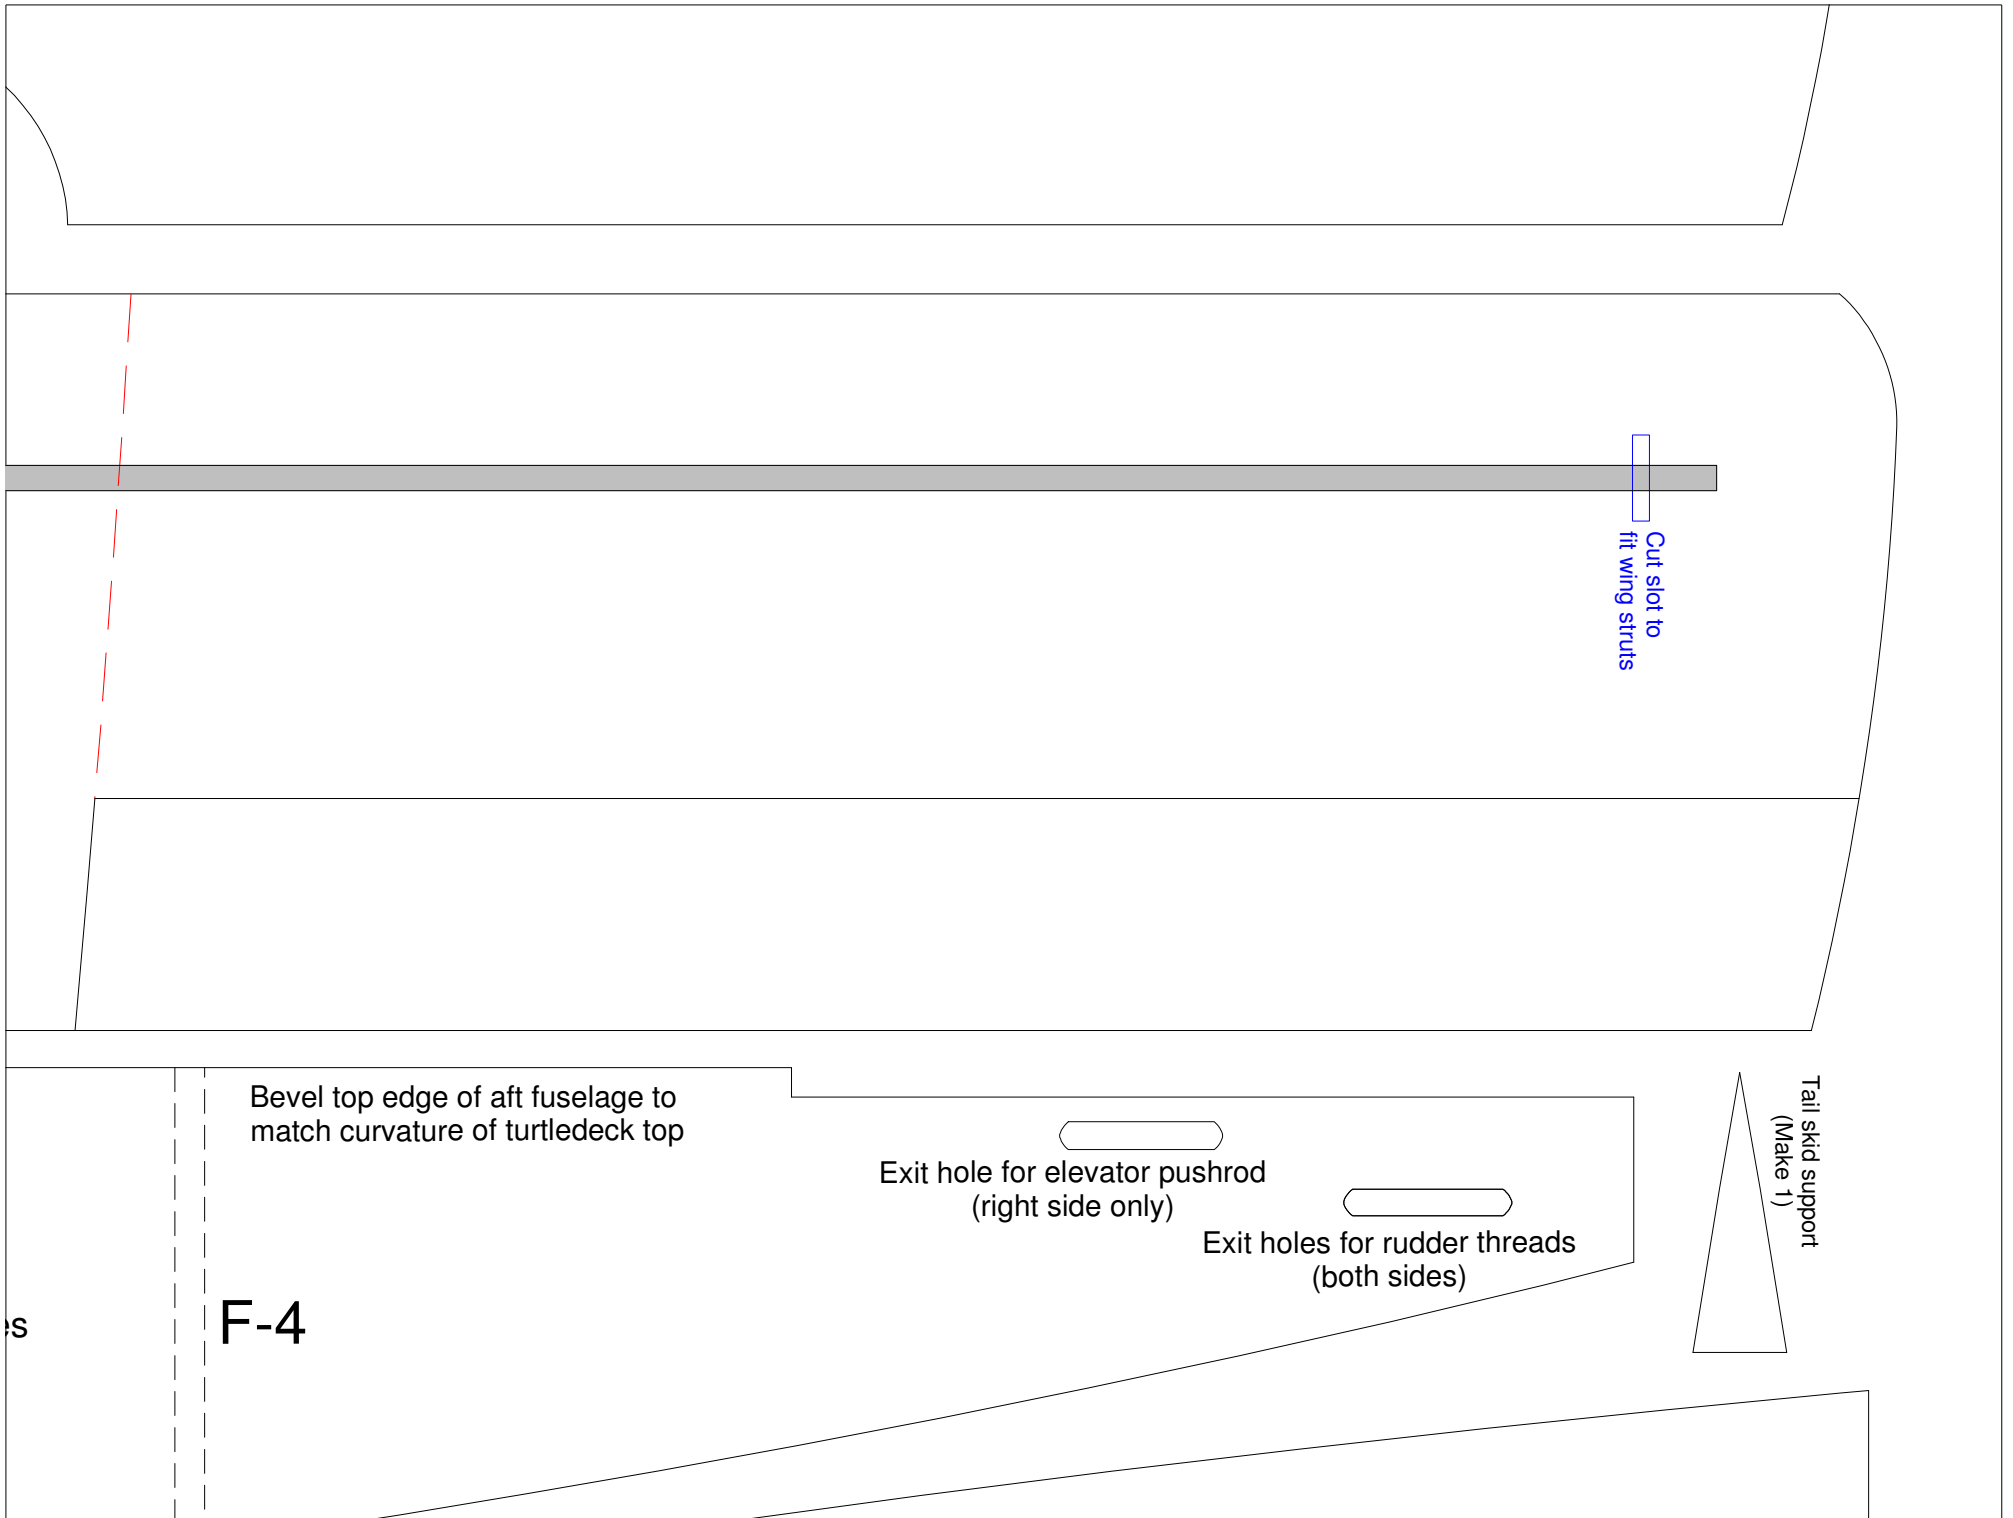 Cut slot to
fit wing struts
Bevel top edge of aft fuselage to
match curvature of turtledeck top
Exit hole for elevator pushrod
(right side only)
Exit holes for rudder threads
(both sides)
Tail skid support
(Make 1)
F-4